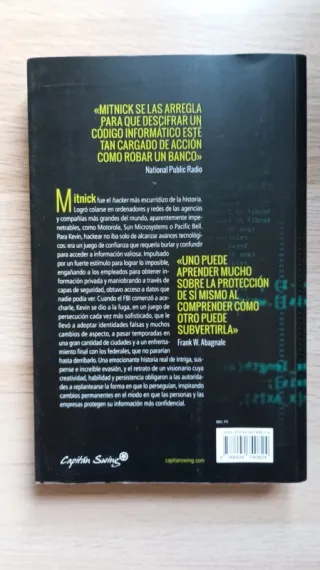 «MITNICK SE LAS ARREGLA
PARA QUE DESCIFRAR UN
CÓDIGO INFORMÁTICO ESTÉ
TAN CARGADO DE ACCIÓN
COMO ROBAR UN BANCO»
National Public Radio
Mitnick fue el hacker más escurridizo de la historia.
Logró colarse en ordenadores y redes de las agencias
y compañías más grandes del mundo, aparentemente impe-
netrables, como Motorola, Sun Microsystems o Pacific Bell.
Para Kevin, hackear no iba solo de alcanzar avances tecnológi-
cos: era un juego de confianza que requería burlar y confundir
para acceder a información valiosa. Impulsado
por un fuerte estímulo para lograr lo imposible,
engañando a los empleados para obtener in-
formación privada y maniobrando a través de
capas de seguridad, obtuvo acceso a datos que
nadie podía ver. Cuando el FBI comenzó a ace-
charle, Kevin se dio a la fuga, en un juego de
persecución cada vez más sofisticado, que le
llevó a adoptar identidades falsas y muchos
cambios de aspecto, a pasar temporadas en
una gran cantidad de ciudades y a un enfrenta-
miento final con los federales, que no pararían
hasta derribarlo. Una emocionante historia real de intriga, sus-
pense e increíble evasión, y el retrato de un visionario cuya
creatividad, habilidad y persistencia obligaron a las autorida-
des a replantearse la forma en que lo perseguían, inspirando
cambios permanentes en el modo en que las personas y las
empresas protegen su información más confidencial.
«UNO PUEDE
APRENDER MUCHO
SOBRE LA PROTECCIÓN
DE SÍ MISMO AL
COMPRENDER CÓMO
OTRO PUEDE
SUBVERTIRLA»
Frank W. Abagnale
Capitán Swing
capitanswing.com